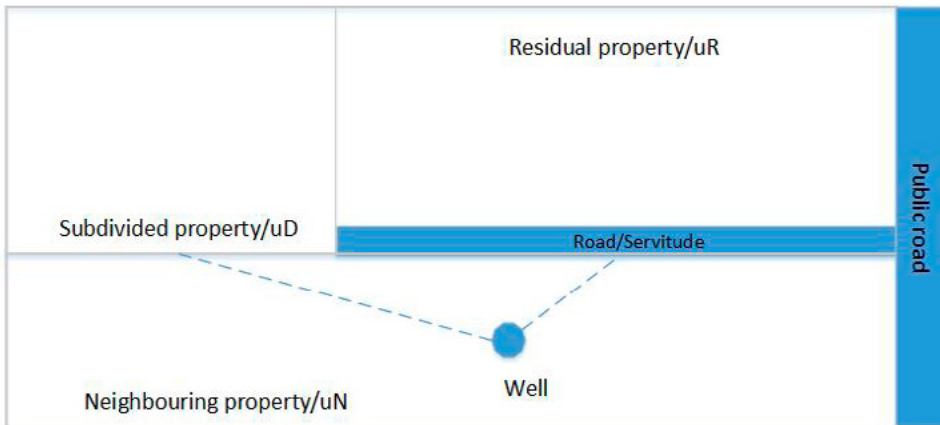 Residual property/uR
Public road
Subdivided property/uD
Road/Servitude
Well
Neighbouring property/uN